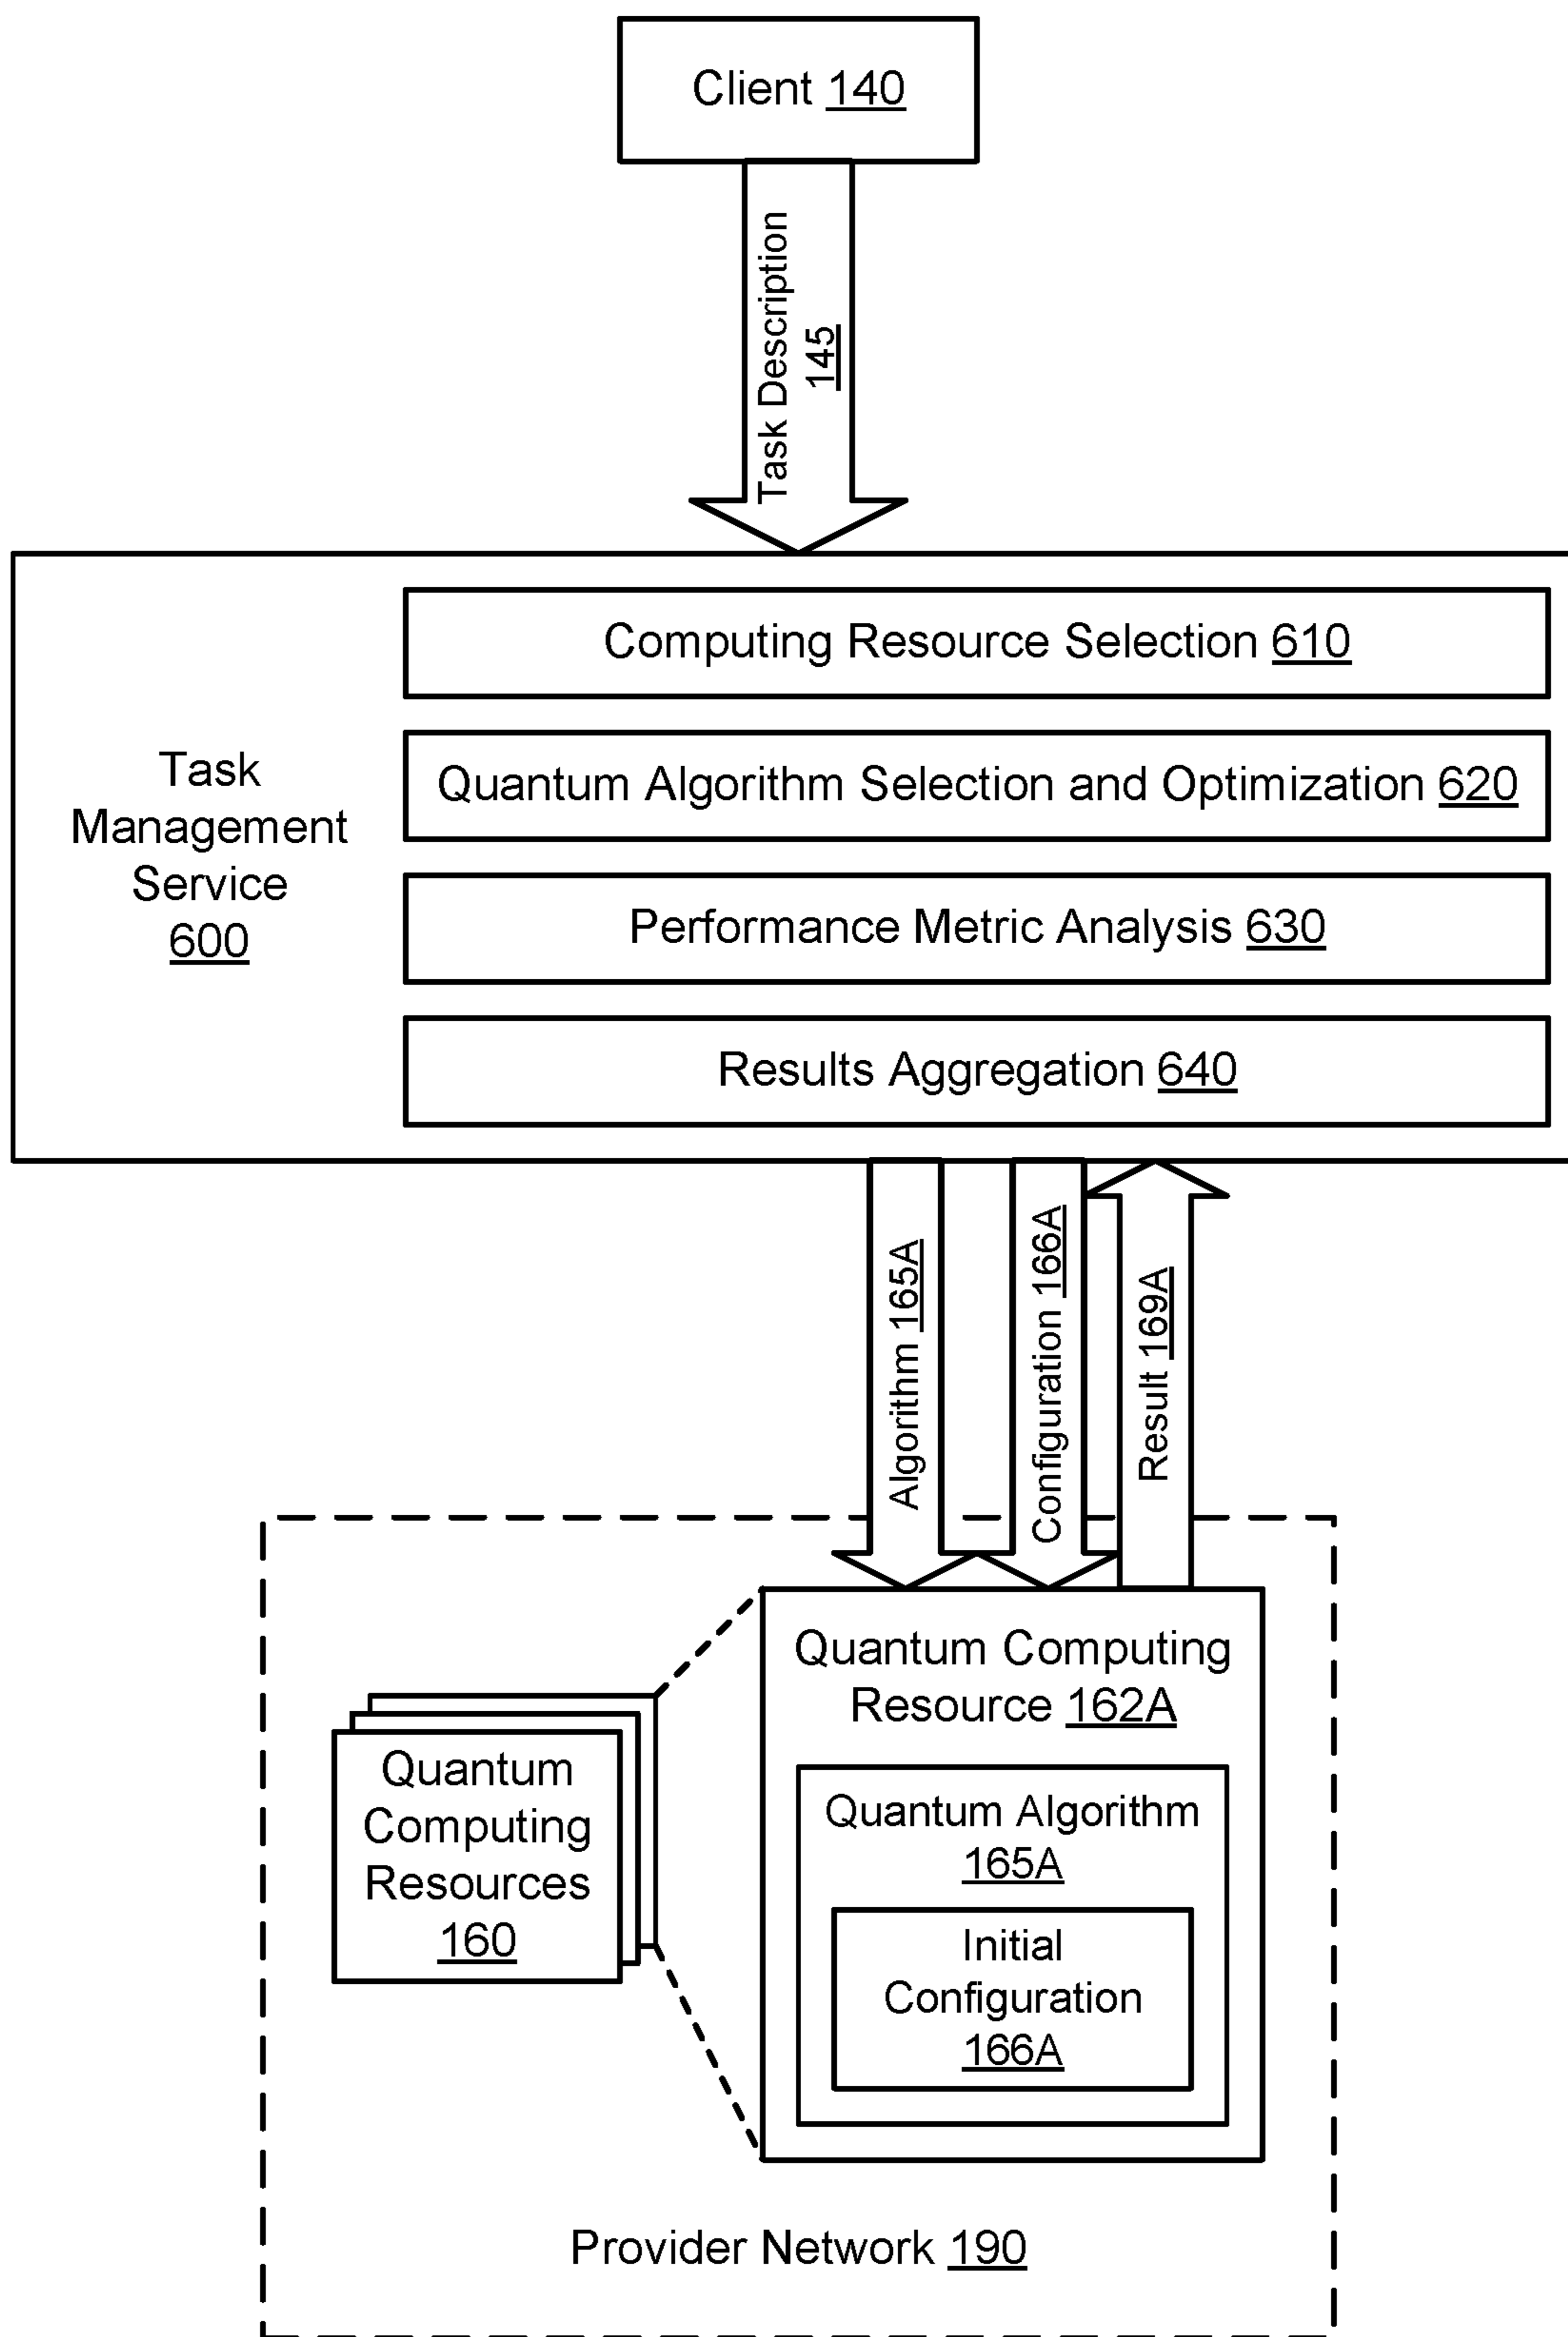 Client 140
Task Description
145
Task
Management
Service
600
Computing Resource Selection 610
Quantum Algorithm Selection and Optimization 620
Performance Metric Analysis 630
Results Aggregation 640
Algorithm 165A
Configuration 166A
Result 169A
Quantum
Computing
Resources
160
Quantum Computing
Resource 162A
Quantum Algorithm
165A
Initial
Configuration
166A
Provider Network 190